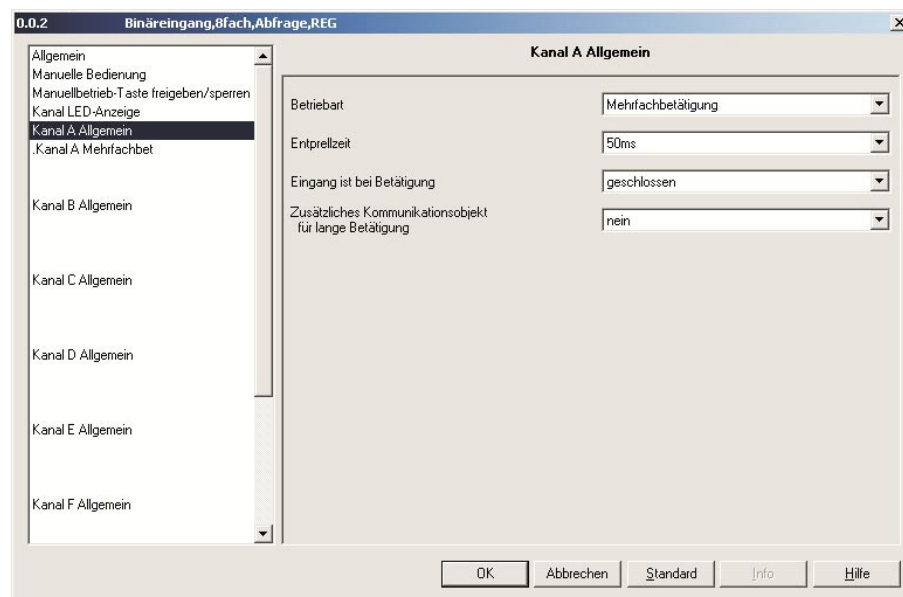 0.0.2 Binäreingang,8fach,Abfrage,REG
Allgemein
Manuelle Bedienung
Manuellbetrieb-Taste freigeben/sperren
Kanal LED-Anzeige
Kanal A Allgemein
.Kanal A Mehrfachbet
Kanal B Allgemein
Kanal C Allgemein
Kanal D Allgemein
Kanal E Allgemein
Kanal F Allgemein
Kanal A Allgemein
Betriebart Mehrfachbetätigung
Entprellzeit 50ms
Eingang ist bei Betätigung geschlossen
Zusätzliches Kommunikationsobjekt
für lange Betätigung nein
OK Abbrechen Standard Info Hilfe